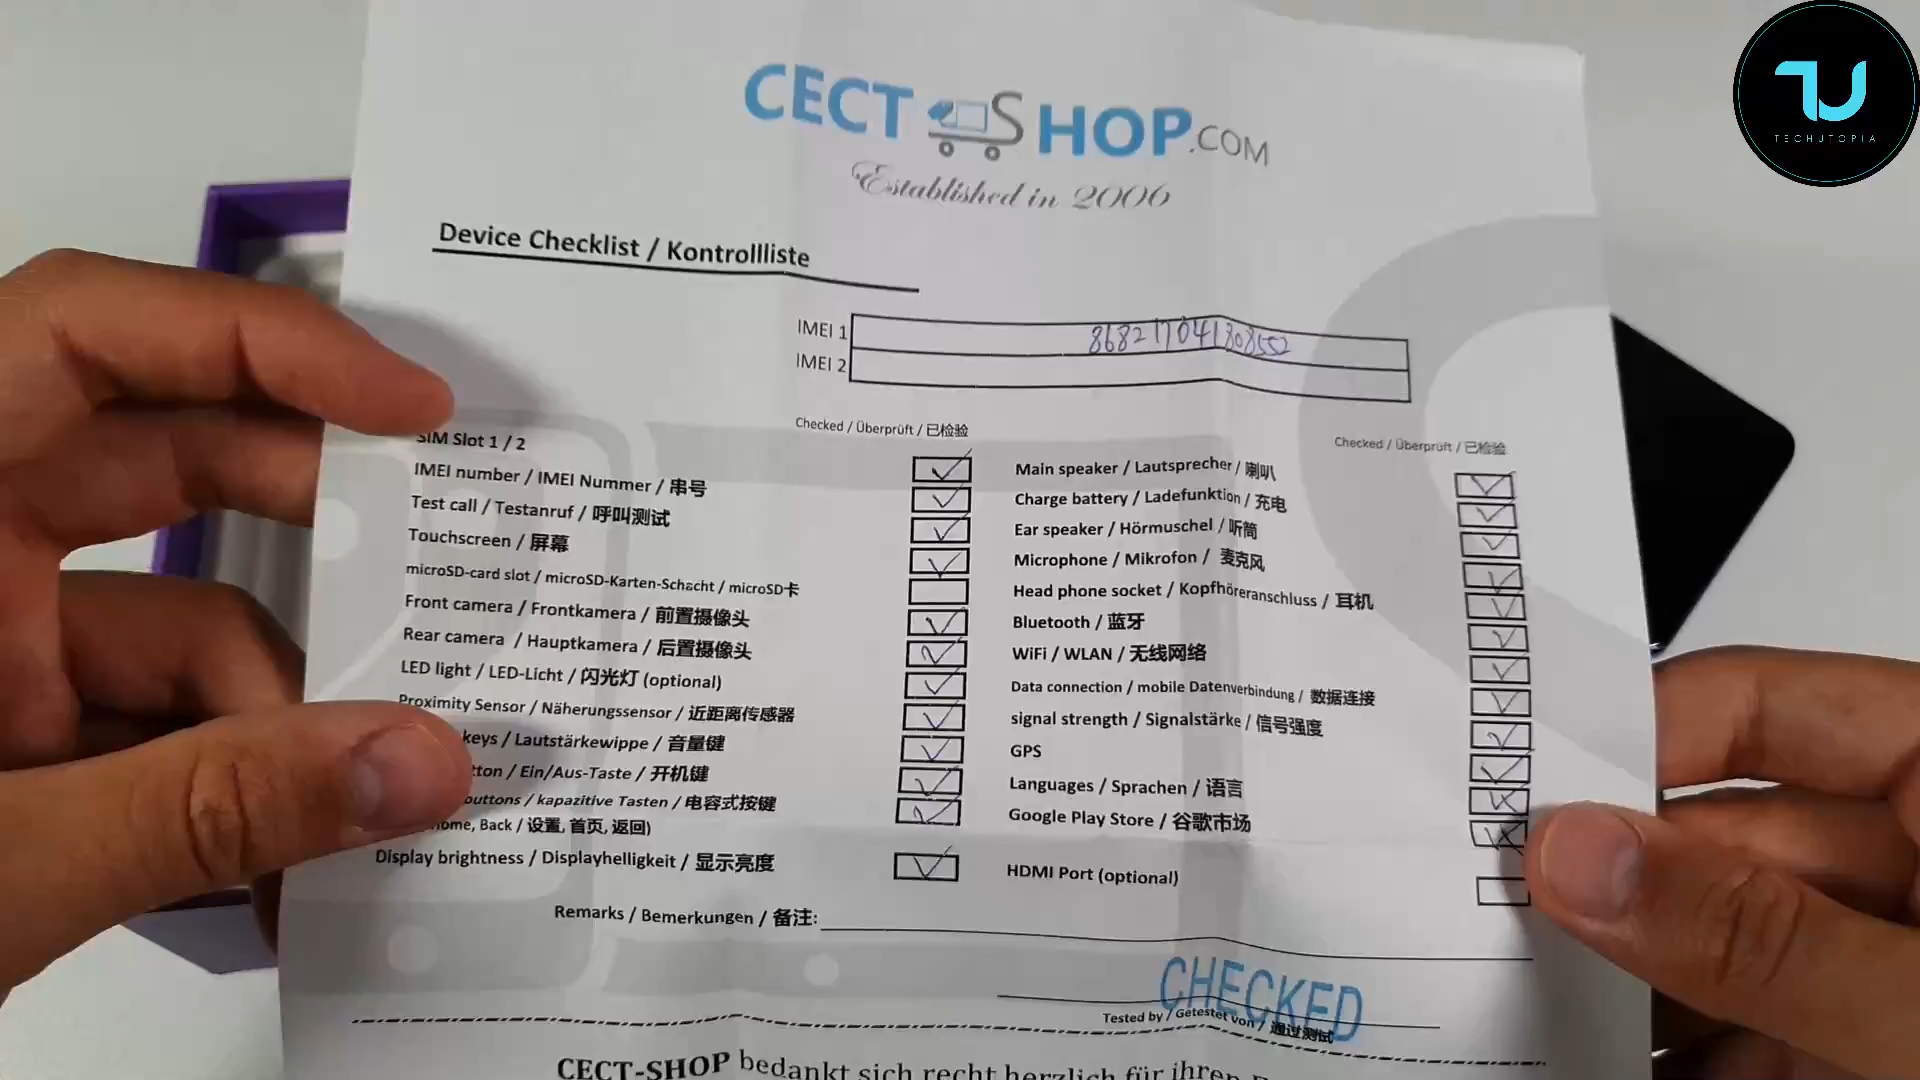 CECT SHOP.COM
Established in 2006
TECHUTOPIA
Device Checklist / Kontrollliste
IMEI 1 868217041808552
IMEI 2
Checked / Überprüft / 已检验
SIM Slot 1 / 2
IMEI number / IMEI Nummer / 串号
Test call / Testanruf / 呼叫测试
Touchscreen / 屏幕
microSD-card slot / microSD-Karten-Schacht / microSD卡
Front camera / Frontkamera / 前置摄像头
Rear camera / Hauptkamera / 后置摄像头
LED light / LED-Licht / 闪光灯 (optional)
Proximity Sensor / Näherungssensor / 近距离传感器
keys / Lautstärkewippe / 音量键
/ Ein/Aus-Taste / 开机键
buttons / kapazitive Tasten / 电容式按键
Back / 设置, 首页, 返回)
Display brightness / Displayhelligkeit / 显示亮度
Checked / Überprüft / 已检验
Main speaker / Lautsprecher / 喇叭
Charge battery / Ladefunktion / 充电
Ear speaker / Hörmuschel / 听筒
Microphone / Mikrofon / 麦克风
Head phone socket / Kopfhöreranschluss / 耳机
Bluetooth / 蓝牙
WiFi / WLAN / 无线网络
Data connection / mobile Datenverbindung / 数据连接
signal strength / Signalstärke / 信号强度
GPS
Languages / Sprachen / 语言
Google Play Store / 谷歌市场
HDMI Port (optional)
Remarks / Bemerkungen / 备注:
CHECKED
Tested by / Getestet von / 通过测试
CECT-SHOP bedankt sich recht herzlich für ihren